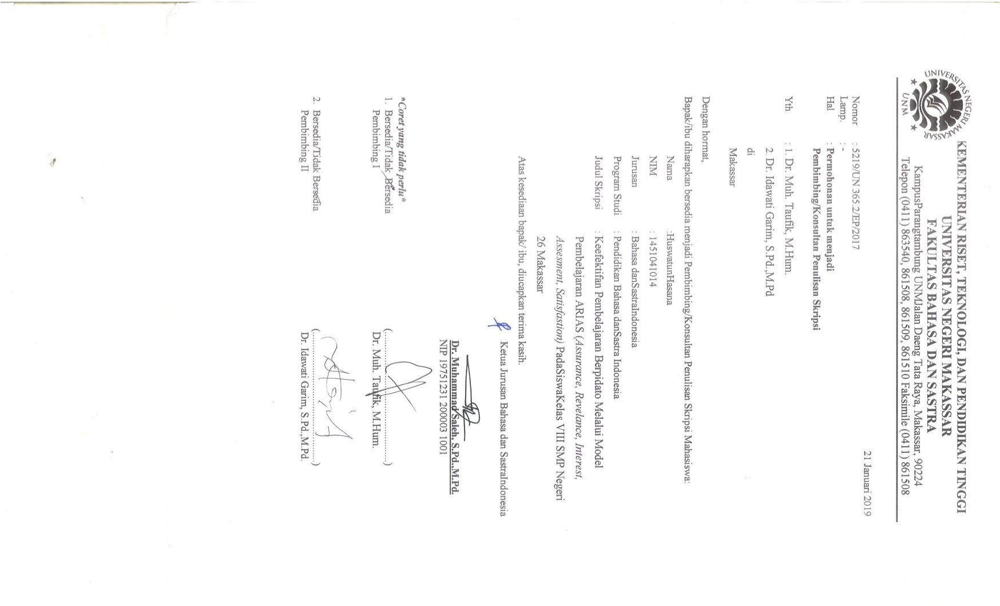 UNIVERSITAS NEGERI MAKASSAR
UNM
KEMENTERIAN RISET, TEKNOLOGI, DAN PENDIDIKAN TINGGI
UNIVERSITAS NEGERI MAKASSAR
FAKULTAS BAHASA DAN SASTRA
KampusParangtambung UNMJalan Daeng Tata Raya, Makassar, 90224
Telepon (0411) 863540, 861508, 861509, 861510 Faksimile (0411) 861508
21 Januari 2019
Nomor : 5219/UN 365.2/EP/2017
Lamp. : -
Hal : Permohonan untuk menjadi
Pembimbing/Konsultan Penulisan Skripsi
Yth : 1. Dr. Muh. Taufik, M.Hum.
2. Dr. Idawati Garim, S.Pd.,M.Pd
di
Makassar
Dengan hormat,
Bapak/ibu diharapkan bersedia menjadi Pembimbing/Konsultan Penulisan Skripsi Mahasiswa:
Nama :HuswatunHasana
NIM : 1451041014
Jurusan : Bahasa danSastraIndonesia
Program Studi : Pendidikan Bahasa danSastra Indonesia
Judul Skripsi : Keefektifan Pembelajaran Berpidato Melalui Model
Pembelajaran ARIAS (Assurance, Revelance, Interest,
Assesment, Satisfastion) PadaSiswaKelas VIII SMP Negeri
26 Makassar
Atas kesediaan bapak/ ibu, diucapkan terima kasih.
Ketua Jurusan Bahasa dan SastraIndonesia
Dr. Muhammad Saleh, S.Pd.,M.Pd.
NIP 19751231 200003 1001
*Coret yang tidak perlu*
1. Bersedia/Tidak Bersedia (..............................)
Pembimbing I Dr. Muh. Taufik, M.Hum.
2. Bersedia/Tidak Bersedia (..............................)
Pembimbing II Dr. Idawati Garim, S.Pd.,M.Pd.